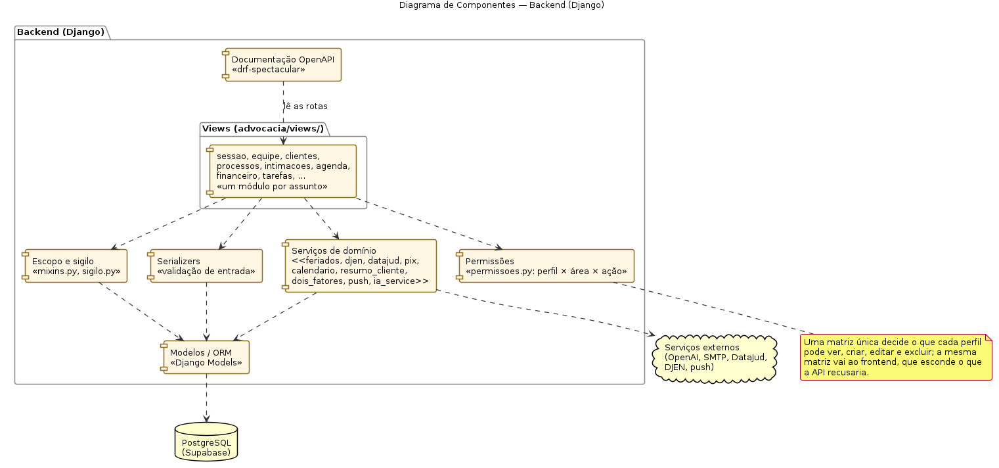 Diagrama de Componentes — Backend (Django)
Backend (Django)
Documentação OpenAPI
«drf-spectacular»
lê as rotas
Views (advocacia/views/)
sessao, equipe, clientes,
processos, intimacoes, agenda,
financeiro, tarefas, ...
«um módulo por assunto»
Escopo e sigilo
«mixins.py, sigilo.py»
Serializers
«validação de entrada»
Serviços de domínio
<<feriados, djen, datajud, pix,
calendario, resumo_cliente,
dois_fatores, push, ia_service>>
Permissões
«permissoes.py: perfil × área × ação»
Modelos / ORM
«Django Models»
Serviços externos
(OpenAI, SMTP, DataJud,
DJEN, push)
Uma matriz única decide o que cada perfil
pode ver, criar, editar e excluir; a mesma
matriz vai ao frontend, que esconde o que
a API recusaria.
PostgreSQL
(Supabase)